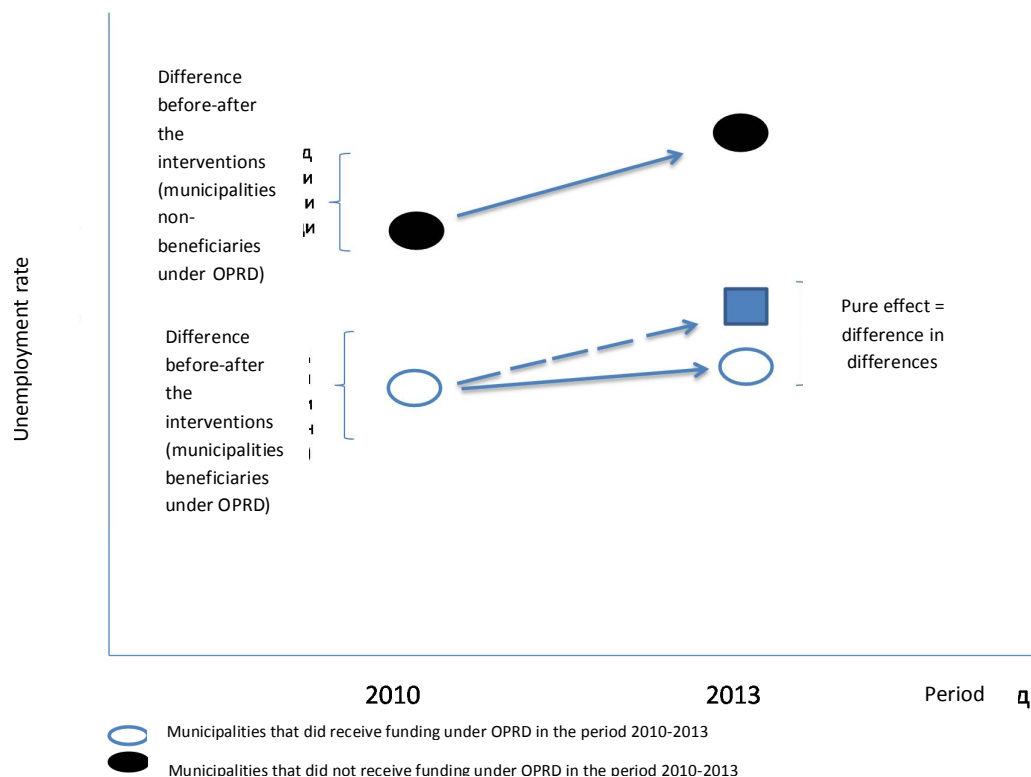 Difference
before-after
the
interventions
(municipalities
non-
beneficiaries
under OPRD)
Difference
before-after
the
interventions
(municipalities
beneficiaries
under OPRD)
Unemployment rate
Pure effect =
difference in
differences
2010
2013
Period
Municipalities that did receive funding under OPRD in the period 2010-2013
Municipalities that did not receive funding under OPRD in the period 2010-2013